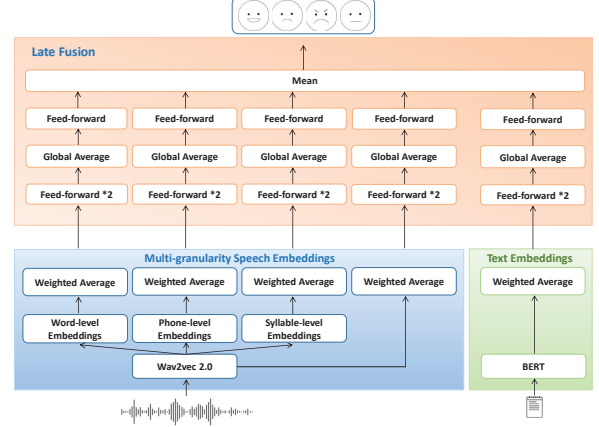 Late Fusion
Mean
Feed-forward Feed-forward Feed-forward Feed-forward Feed-forward
Global Average Global Average Global Average Global Average Global Average
Feed-forward *2 Feed-forward *2 Feed-forward *2 Feed-forward *2 Feed-forward *2
Multi-granularity Speech Embeddings Text Embeddings
Weighted Average Weighted Average Weighted Average Weighted Average Weighted Average
Word-level Phone-level Syllable-level
Embeddings Embeddings Embeddings
Wav2vec 2.0 BERT